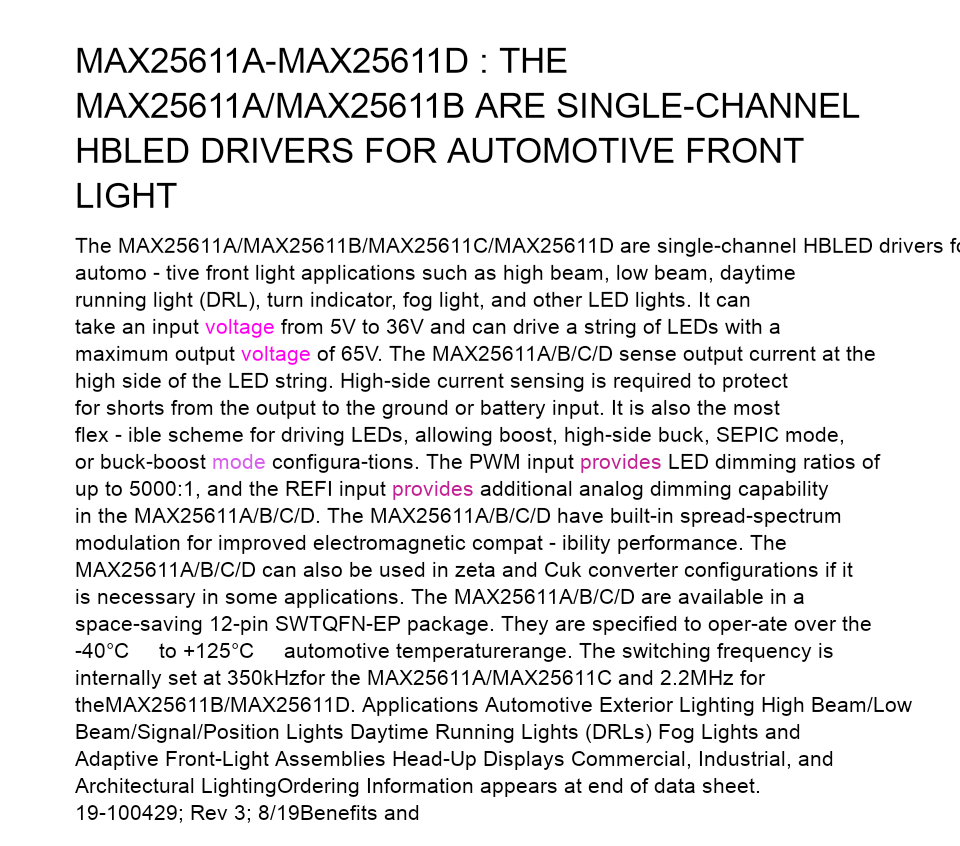 MAX25611A-MAX25611D : THE
MAX25611A/MAX25611B ARE SINGLE-CHANNEL
HBLED DRIVERS FOR AUTOMOTIVE FRONT
LIGHT
The MAX25611A/MAX25611B/MAX25611C/MAX25611D are single-channel HBLED drivers
automo - tive front light applications such as high beam, low beam, daytime
running light (DRL), turn indicator, fog light, and other LED lights. It can
take an input voltage from 5V to 36V and can drive a string of LEDs with a
maximum output voltage of 65V. The MAX25611A/B/C/D sense output current at the
high side of the LED string. High-side current sensing is required to protect
for shorts from the output to the ground or battery input. It is also the most
flex - ible scheme for driving LEDs, allowing boost, high-side buck, SEPIC mode,
or buck-boost mode configura-tions. The PWM input provides LED dimming ratios of
up to 5000:1, and the REFI input provides additional analog dimming capability
in the MAX25611A/B/C/D. The MAX25611A/B/C/D have built-in spread-spectrum
modulation for improved electromagnetic compat - ibility performance. The
MAX25611A/B/C/D can also be used in zeta and Cuk converter configurations if it
is necessary in some applications. The MAX25611A/B/C/D are available in a
space-saving 12-pin SWTQFN-EP package. They are specified to oper-ate over the
-40°C to +125°C automotive temperaturerange. The switching frequency is
internally set at 350kHzfor the MAX25611A/MAX25611C and 2.2MHz for
theMAX25611B/MAX25611D. Applications Automotive Exterior Lighting High Beam/Low
Beam/Signal/Position Lights Daytime Running Lights (DRLs) Fog Lights and
Adaptive Front-Light Assemblies Head-Up Displays Commercial, Industrial, and
Architectural LightingOrdering Information appears at end of data sheet.
19-100429; Rev 3; 8/19Benefits and